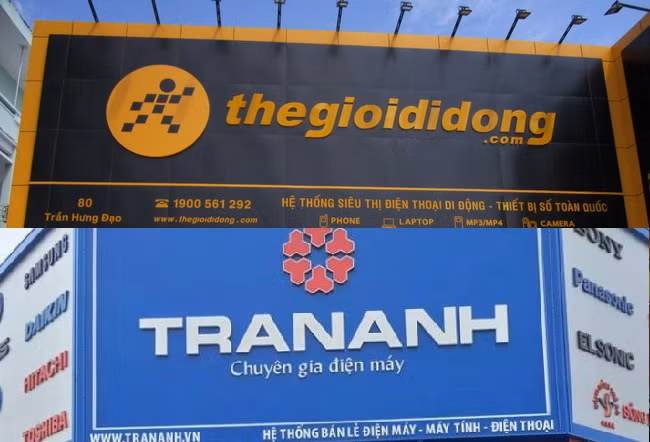 thegioididong
.com
80
Trần Hưng Đạo
1900 561 292
www.thegioididong.com
HỆ THỐNG SIÊU THỊ ĐIỆN THOẠI DI ĐỘNG - THIẾT BỊ SỐ TOÀN QUỐC
PHONE LAPTOP MP3/MP4 CAMERA
SAMSUNG
DAIKIN
HITACHI
TOSHIBA
TRANANH
Chuyên gia điện máy
WWW.TRANANH.VN
HỆ THỐNG BÁN LẺ ĐIỆN MÁY - MÁY TÍNH - ĐIỆN THOẠI
SONY
Panasonic
ELSONIC